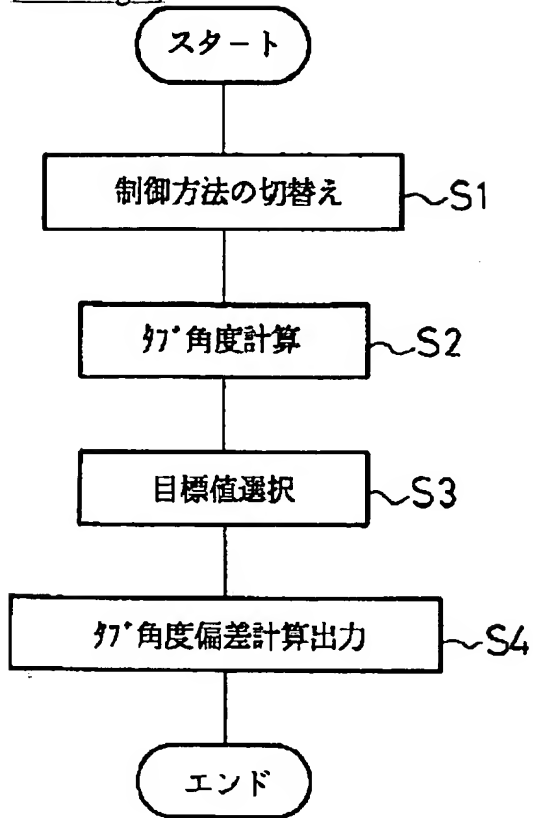 スタート
制御方法の切替え
S1
ﾀﾌﾞ角度計算
S2
目標値選択
S3
ﾀﾌﾞ角度偏差計算出力
S4
エンド